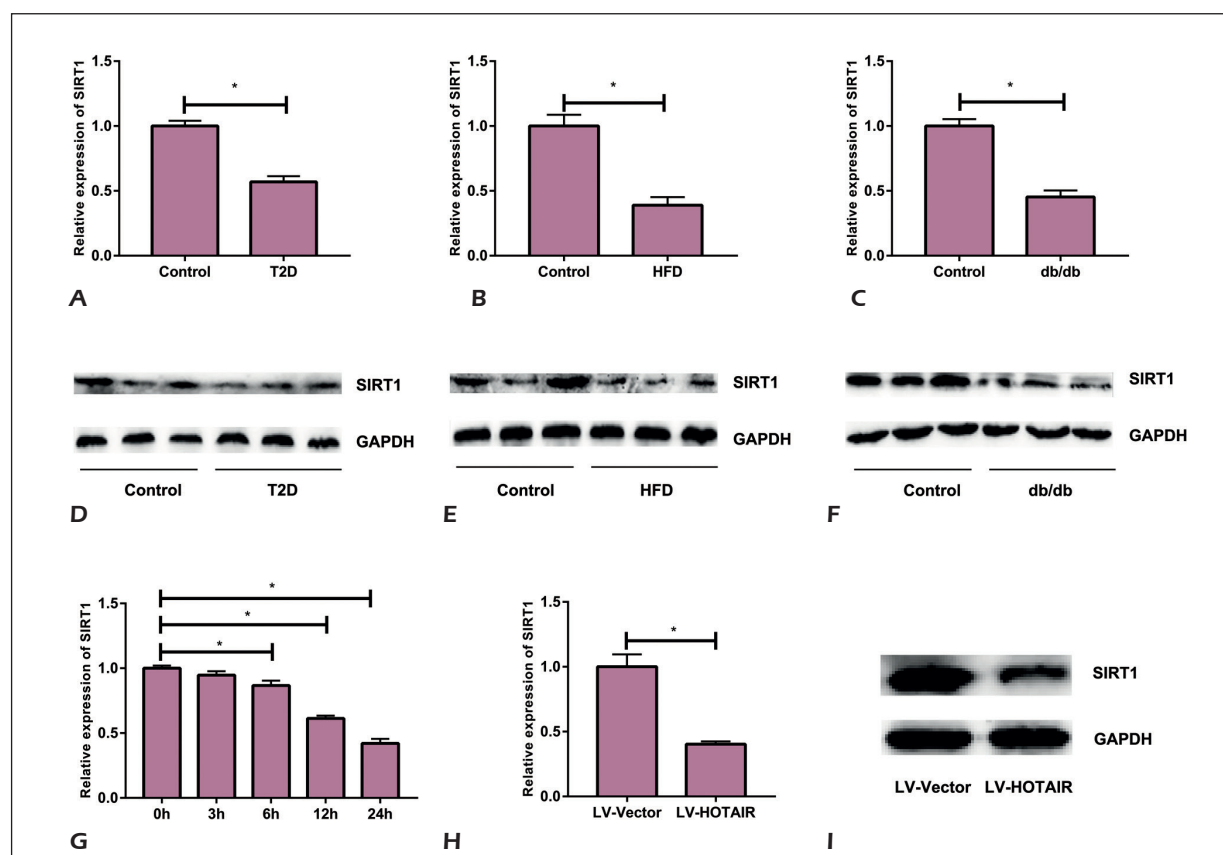 Relative expression of SIRT1
1.5
1.0
0.5
0.0
*
Control T2D
A
Relative expression of SIRT1
1.5
1.0
0.5
0.0
*
Control HFD
B
Relative expression of SIRT1
1.5
1.0
0.5
0.0
*
Control db/db
C
SIRT1
GAPDH
Control T2D
D
SIRT1
GAPDH
Control HFD
E
SIRT1
GAPDH
Control db/db
F
Relative expression of SIRT1
1.5
1.0
0.5
0.0
*
*
*
0h 3h 6h 12h 24h
G
Relative expression of SIRT1
1.5
1.0
0.5
0.0
*
LV-Vector LV-HOTAIR
H
SIRT1
GAPDH
LV-Vector LV-HOTAIR
I